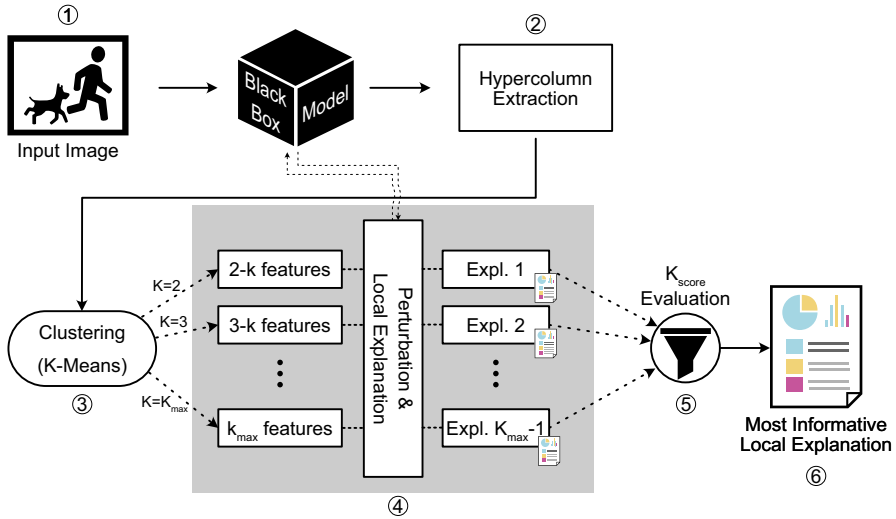 ①
②
Input Image
Black
Box
Model
Hypercolumn
Extraction
Clustering
(K-Means)
③
K=2
K=3
K=Kmax
2-k features
3-k features
kmax features
Perturbation &
Local Explanation
Expl. 1
Expl. 2
Expl. Kmax-1
④
Kscore
Evaluation
⑤
Most Informative
Local Explanation
⑥